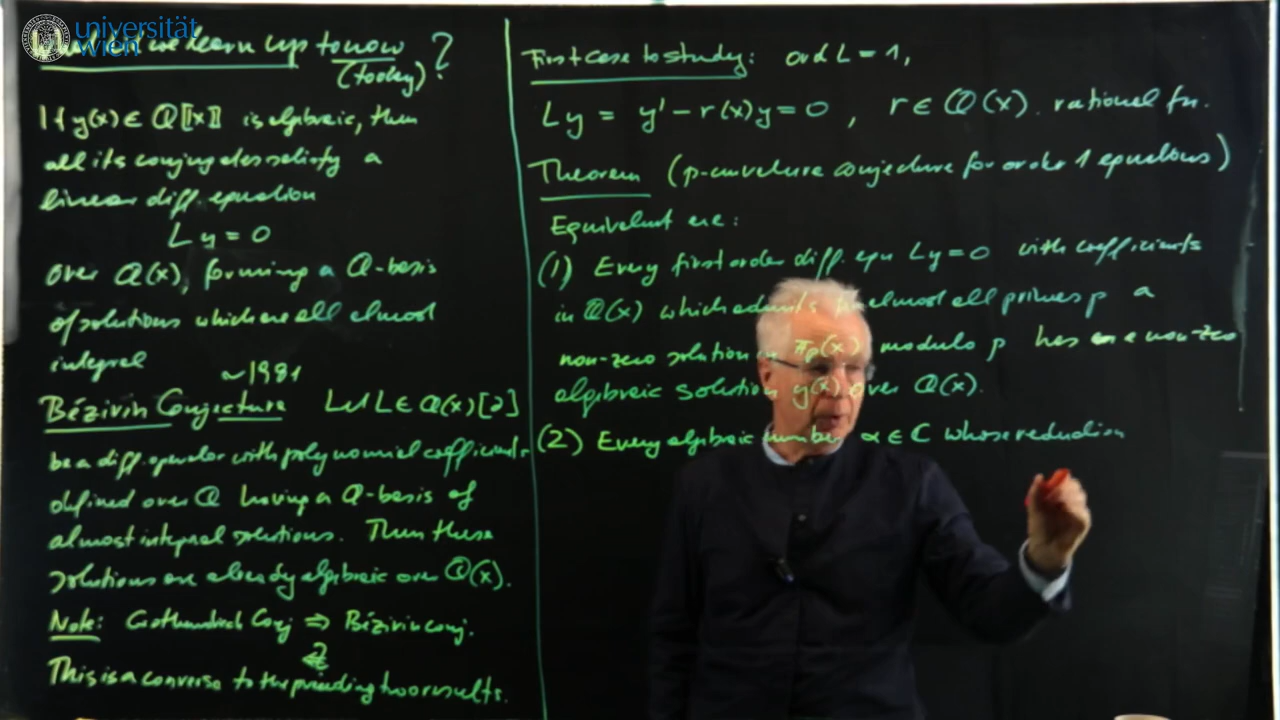 universität
wien
we learn up to now ?
(today)
If y(x) ∈ Q[[x]] is algebraic, then
all its conjugates satisfy a
linear diff. equation
L y = 0
over Q(x), forming a Q-basis
of solutions which are all almost
integral
~1981
Bézivin Conjecture Let L ∈ Q(x)[∂]
be a diff. operator with polynomial coefficients
defined over Q having a Q-basis of
almost integral solutions. Then these
solutions are already algebraic over Q(x).
Note: Grothendieck Conj ⇒ Bézivin conj.
?
⇐
This is a converse to the preceding two results.
First case to study: ord L = 1,
Ly = y' - r(x)y = 0 , r ∈ Q(x) rational fn.
Theorem (p-curvature conjecture for order 1 equations)
Equivalent are:
(1) Every first order diff. equ Ly = 0 with coefficients
in Q(x) which admits for almost all primes p a
non-zero solution in F_p(x) modulo p has a non-zero
algebraic solution y(x) over Q(x).
(2) Every algebraic number α ∈ C whose reduction